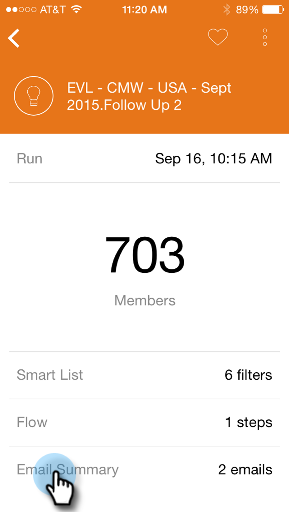 AT&T 11:20 AM 89%
EVL - CMW - USA - Sept
2015.Follow Up 2
Run Sep 16, 10:15 AM
703
Members
Smart List 6 filters
Flow 1 steps
Email Summary 2 emails